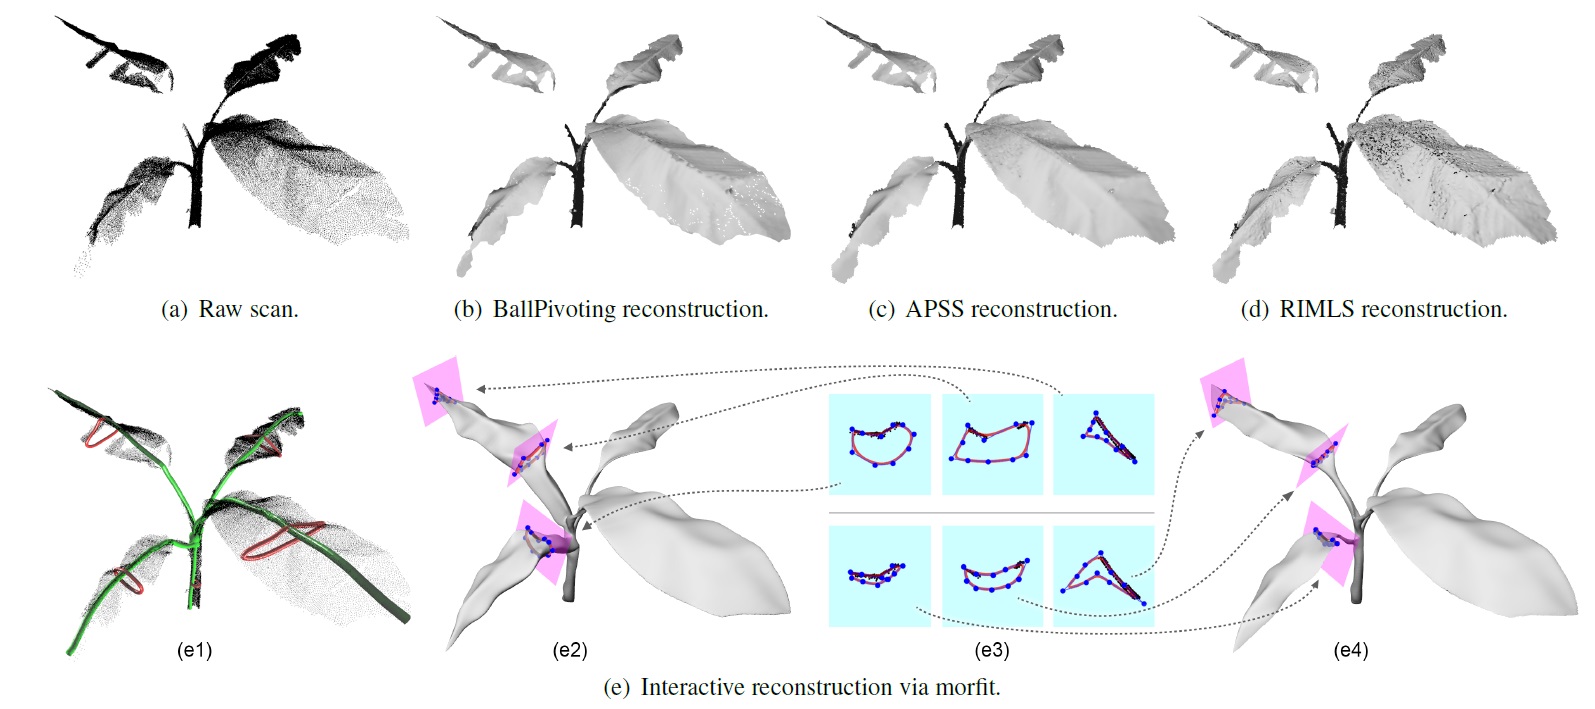 (a) Raw scan.
(b) BallPivoting reconstruction.
(c) APSS reconstruction.
(d) RIMLS reconstruction.
(e1)
(e2)
(e3)
(e4)
(e) Interactive reconstruction via morfit.